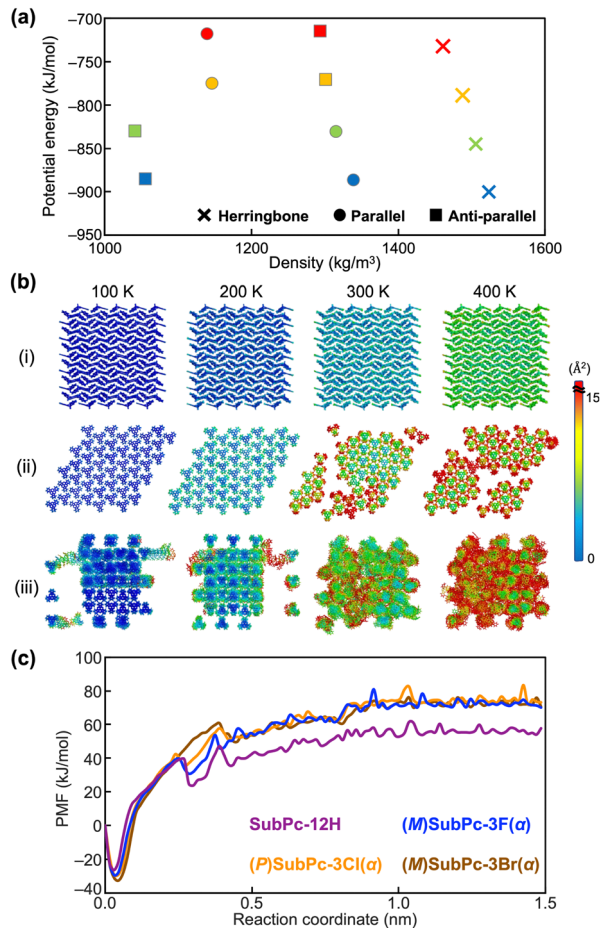 (a)
Potential energy (kJ/mol)
−700
−750
−800
−850
−900
−950
Herringbone
Parallel
Anti-parallel
1000
1200
1400
1600
Density (kg/m³)
(b)
100 K
200 K
300 K
400 K
(i)
(ii)
(iii)
(Å²)
15
0
(c)
PMF (kJ/mol)
100
80
60
40
20
0
−20
−40
SubPc-12H
(M)SubPc-3F(α)
(P)SubPc-3Cl(α)
(M)SubPc-3Br(α)
0.0
0.5
1.0
1.5
Reaction coordinate (nm)